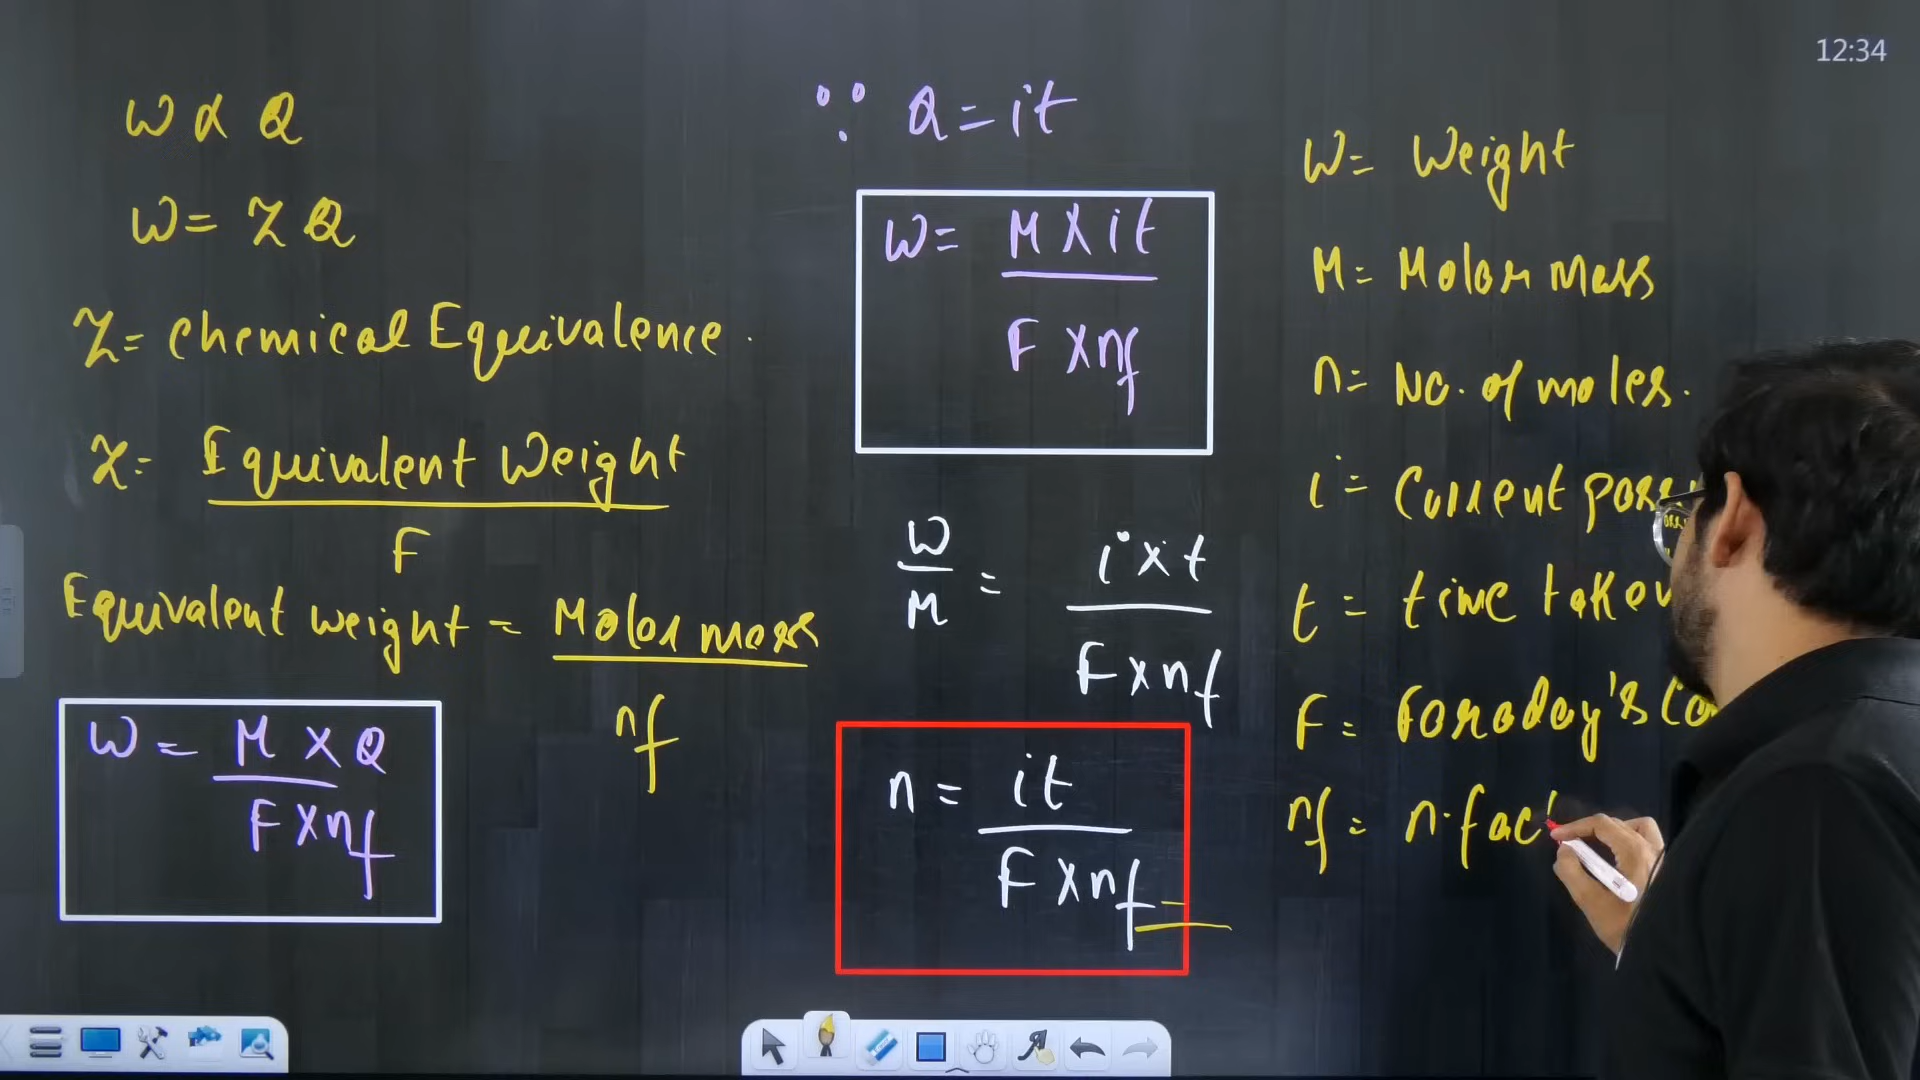 12:34
W α Q
W = Z Q
Z = Chemical Equivalence.
Z = Equivalent Weight
F
Equivalent weight = Molar mass
nf
W = M × Q
F × nf
∵ Q = it
W = M × it
F × nf
W
M
= i × t
F × nf
n = it
F × nf
W = Weight
M = Molar Mass
n = No. of moles.
i = Current
t = time taken
F = Faraday's
nf = n-fact